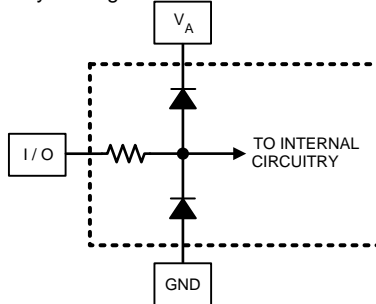 V_A
I / O
TO INTERNAL
CIRCUITRY
GND